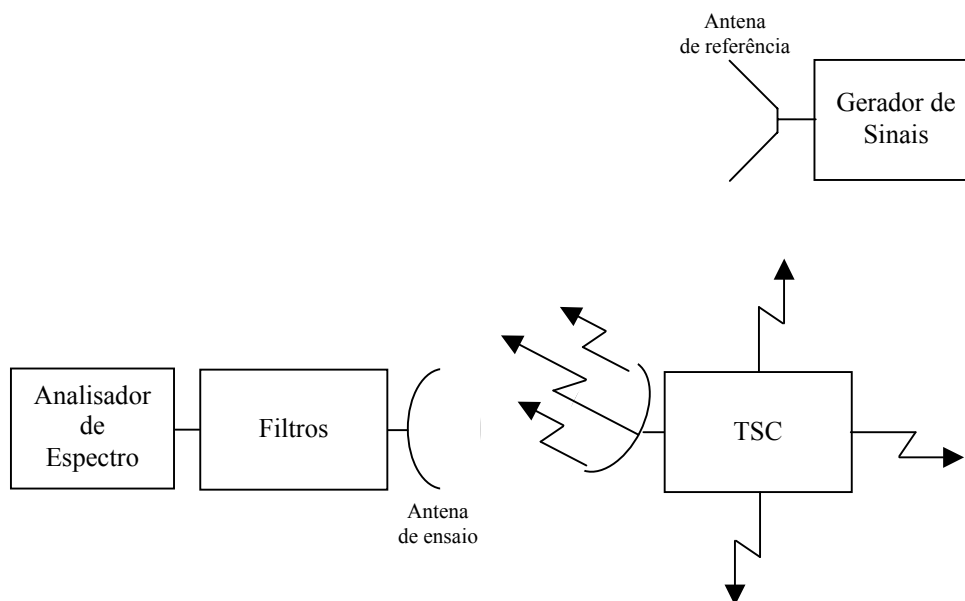 Antena
de referência
Gerador de
Sinais
Analisador
de
Espectro
Filtros
TSC
Antena
de ensaio